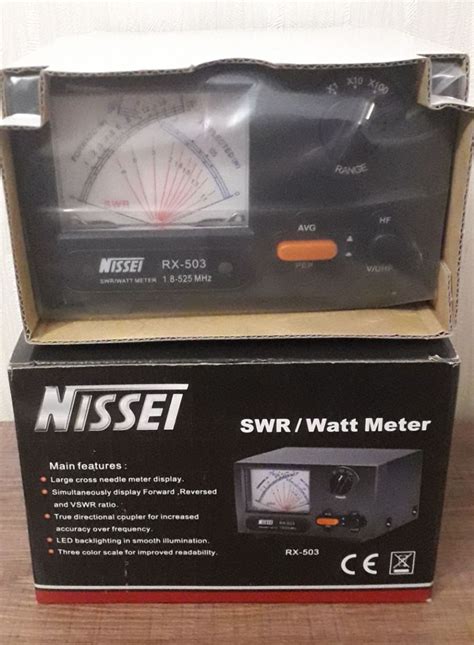 X1 X10 X100
RANGE
SWR
AVG
PEP
HF
V/UHF
NISSEI RX-503
SWR/WATT METER 1.8-525 MHz
NISSEI
SWR / Watt Meter
Main features :
Large cross needle meter display.
Simultaneously display Forward ,Reversed
and VSWR ratio.
True directional coupler for increased
accuracy over frequency.
LED backlighting in smooth illumination.
Three color scale for improved readability.
NISSEI RX-503
RX-503
CE